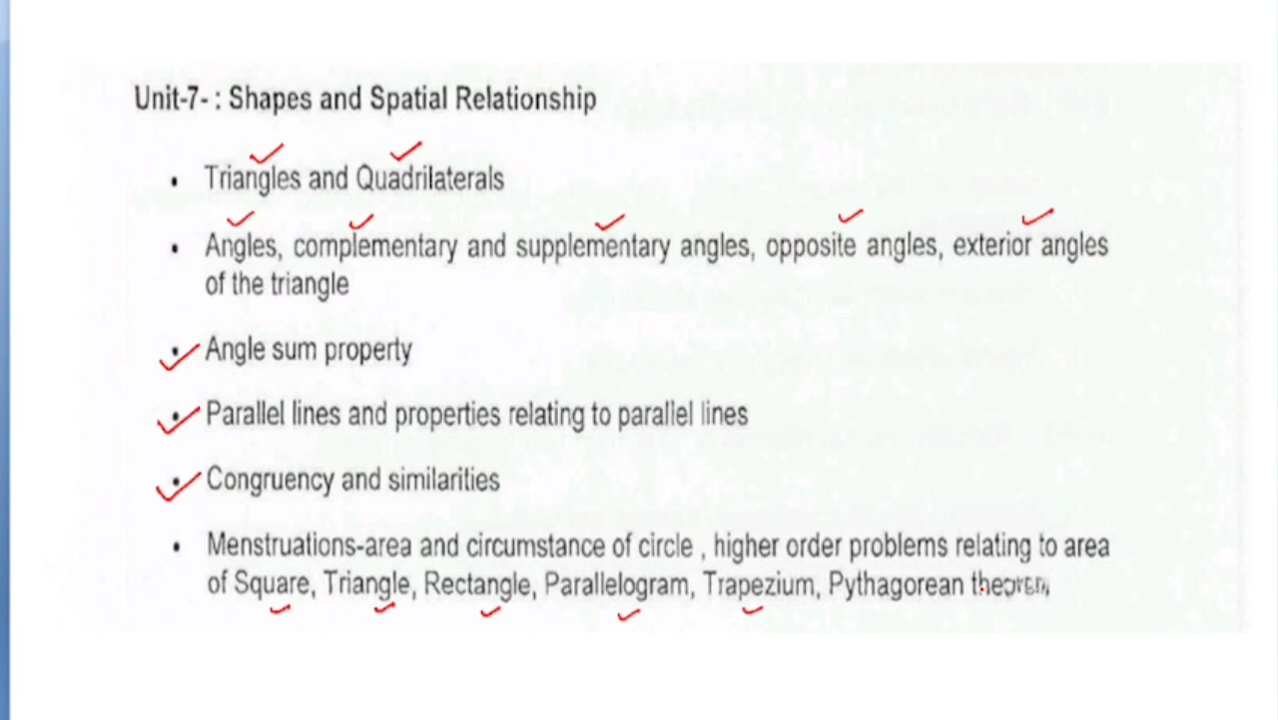 Unit-7- : Shapes and Spatial Relationship
• Triangles and Quadrilaterals
• Angles, complementary and supplementary angles, opposite angles, exterior angles
of the triangle
• Angle sum property
• Parallel lines and properties relating to parallel lines
• Congruency and similarities
• Menstruations-area and circumstance of circle , higher order problems relating to area
of Square, Triangle, Rectangle, Parallelogram, Trapezium, Pythagorean theorem